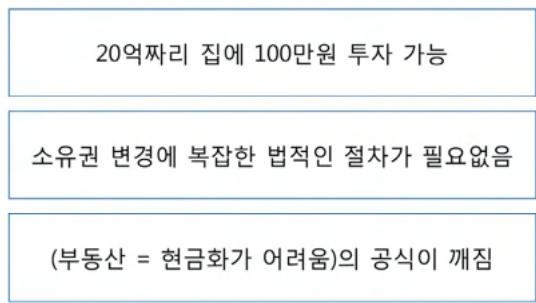 20억짜리 집에 100만원 투자 가능
소유권 변경에 복잡한 법적인 절차가 필요없음
(부동산 = 현금화가 어려움)의 공식이 깨짐